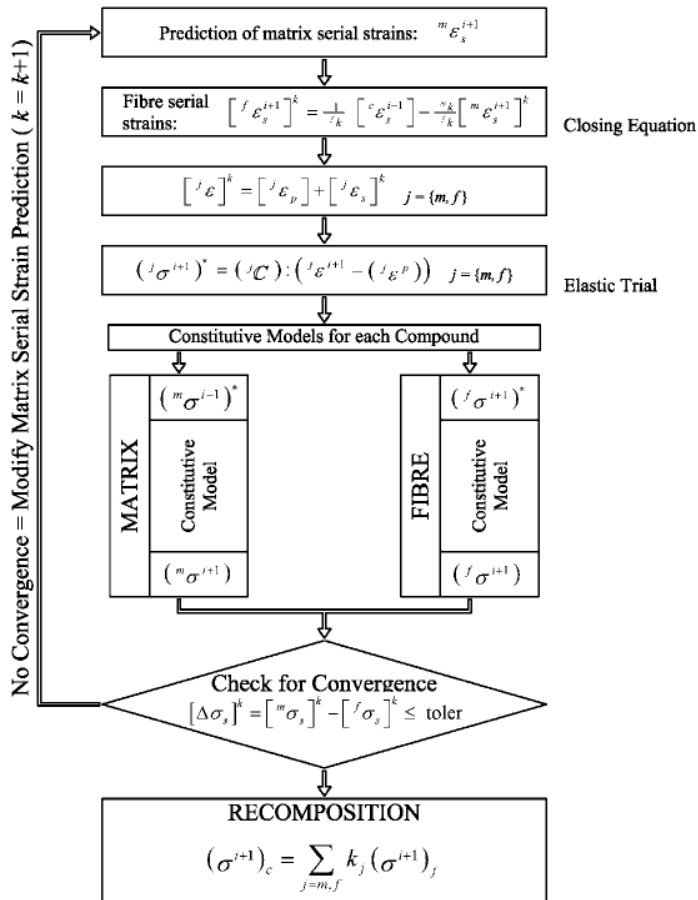 Prediction of matrix serial strains: ^m ε_s^{i+1}
Fibre serial strains: [^f ε_s^{i+1}]^k = 1/^f k [^c ε_s^{i-1}] − ^m k/^f k [^m ε_s^{i+1}]^k
Closing Equation
[^j ε]^k = [^j ε_p] + [^j ε_s]^k j = {m, f}
(^j σ^{i+1})^* = (^j C) : (^j ε^{i+1} − (^j ε^p)) j = {m, f}
Elastic Trial
Constitutive Models for each Compound
MATRIX
(^m σ^{i-1})^*
Constitutive
Model
(^m σ^{i+1})
FIBRE
(^f σ^{i+1})^*
Constitutive
Model
(^f σ^{i+1})
Check for Convergence
[Δσ_s]^k = [^m σ_s]^k − [^f σ_s]^k ≤ toler
RECOMPOSITION
(σ^{i+1})_c = ∑_{j=m,f} k_j (σ^{i+1})_j
No Convergence = Modify Matrix Serial Strain Prediction ( k = k+1)